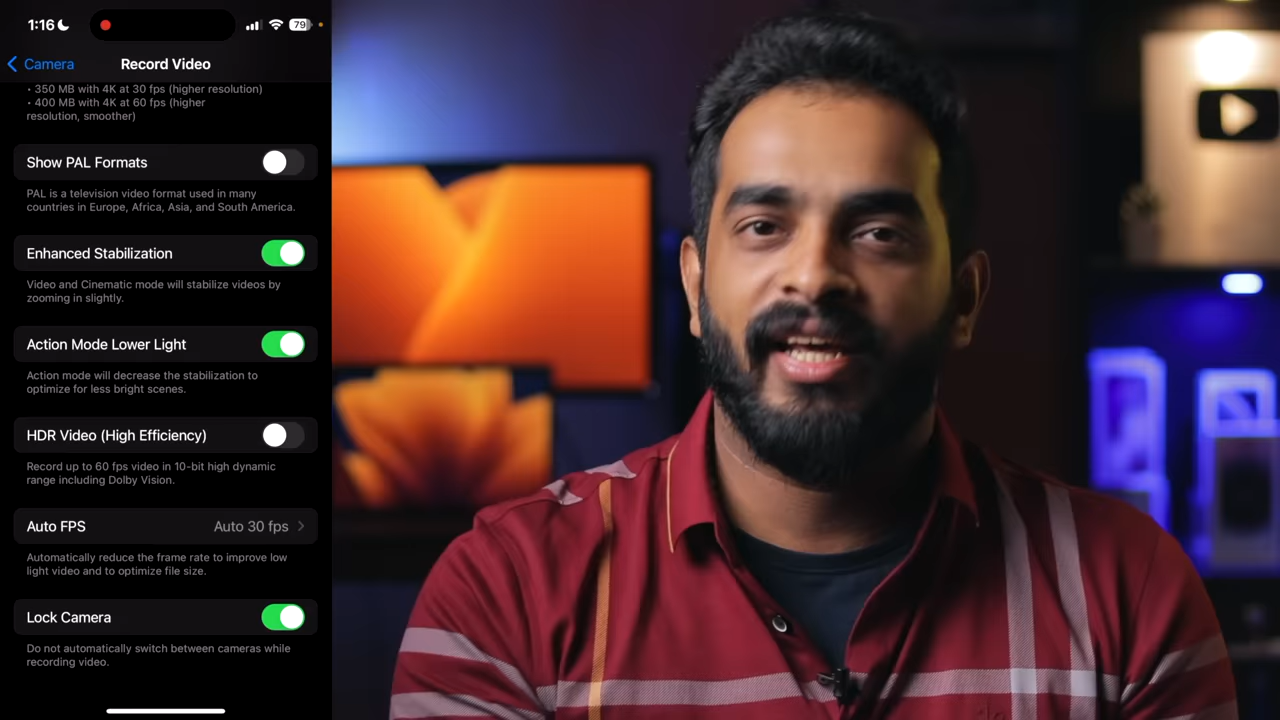 1:16
79
Camera
Record Video
• 350 MB with 4K at 30 fps (higher resolution)
• 400 MB with 4K at 60 fps (higher
resolution, smoother)
Show PAL Formats
PAL is a television video format used in many
countries in Europe, Africa, Asia, and South America.
Enhanced Stabilization
Video and Cinematic mode will stabilize videos by
zooming in slightly.
Action Mode Lower Light
Action mode will decrease the stabilization to
optimize for less bright scenes.
HDR Video (High Efficiency)
Record up to 60 fps video in 10-bit high dynamic
range including Dolby Vision.
Auto FPS
Auto 30 fps
Automatically reduce the frame rate to improve low
light video and to optimize file size.
Lock Camera
Do not automatically switch between cameras while
recording video.